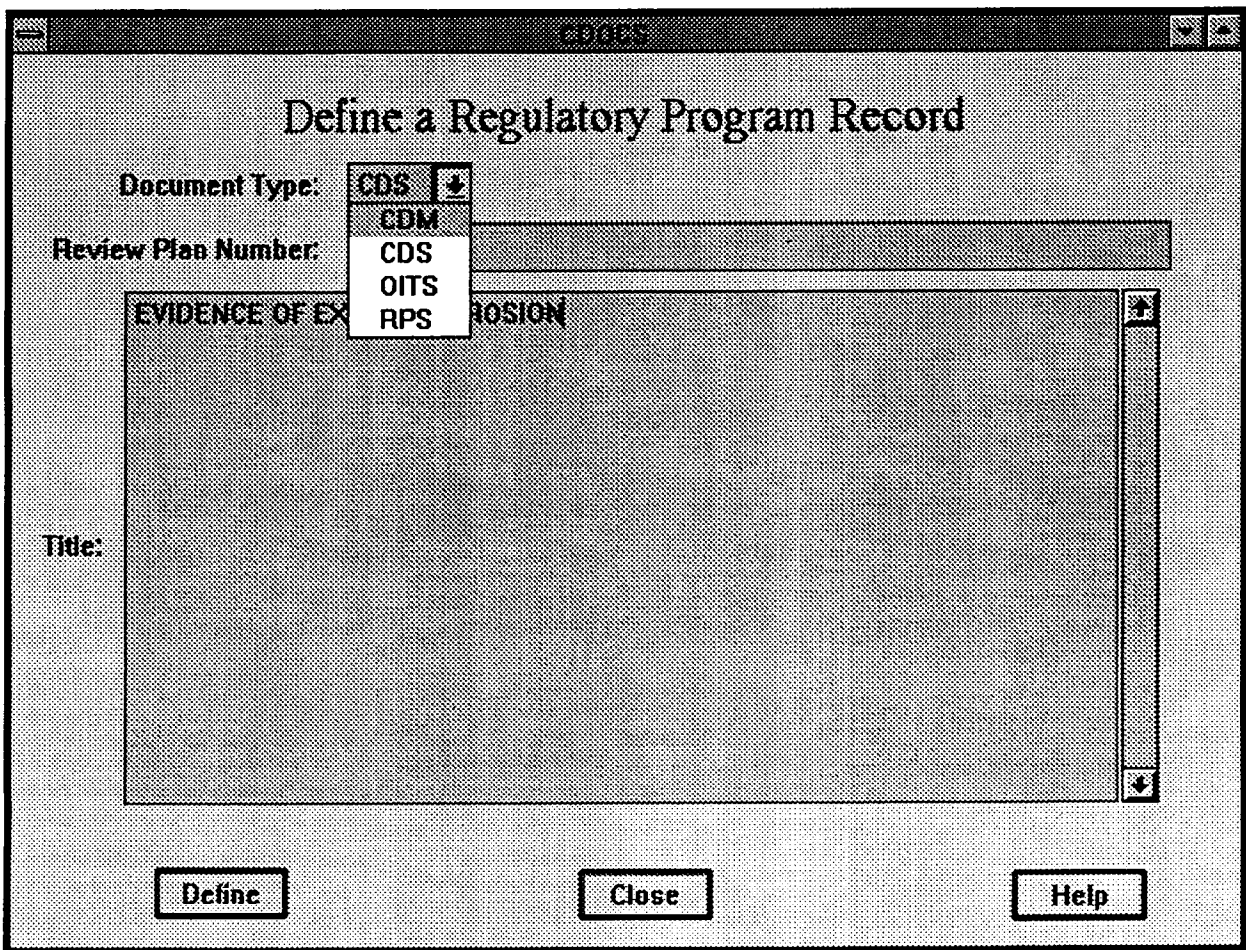 CDOCS
Define a Regulatory Program Record
Document Type: CDS
CDM
Review Plan Number:
CDS
OITS
RPS
EVIDENCE OF EX
ROSION
Title:
Define Close Help